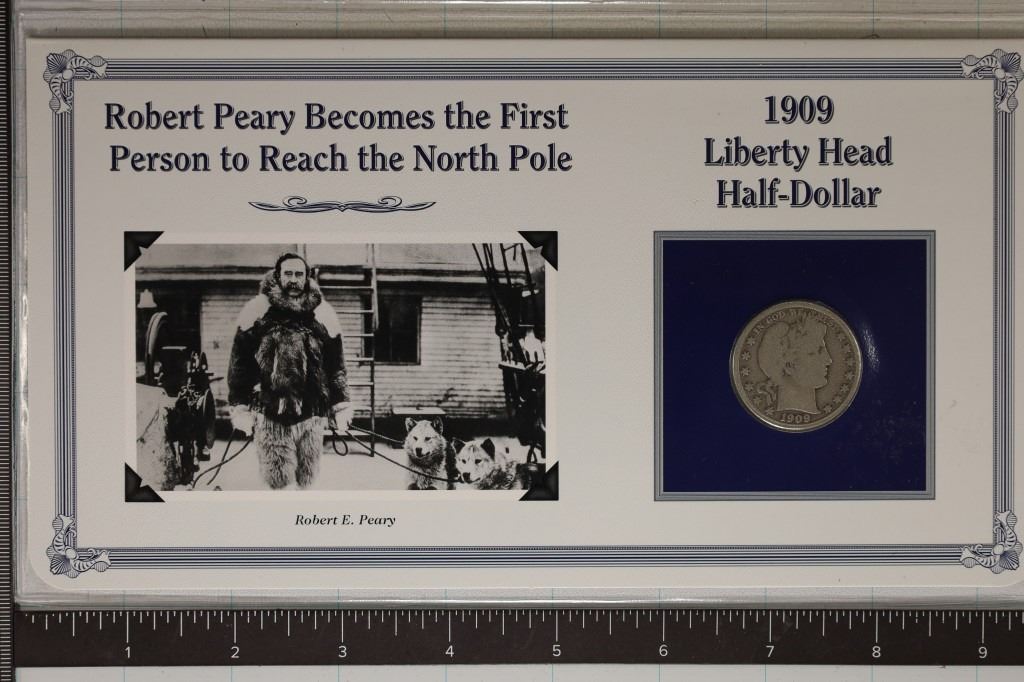 Robert Peary Becomes the First
Person to Reach the North Pole
1909
Liberty Head
Half-Dollar
IN GOD WE TRUST
1909
Robert E. Peary
1 2 3 4 5 6 7 8 9